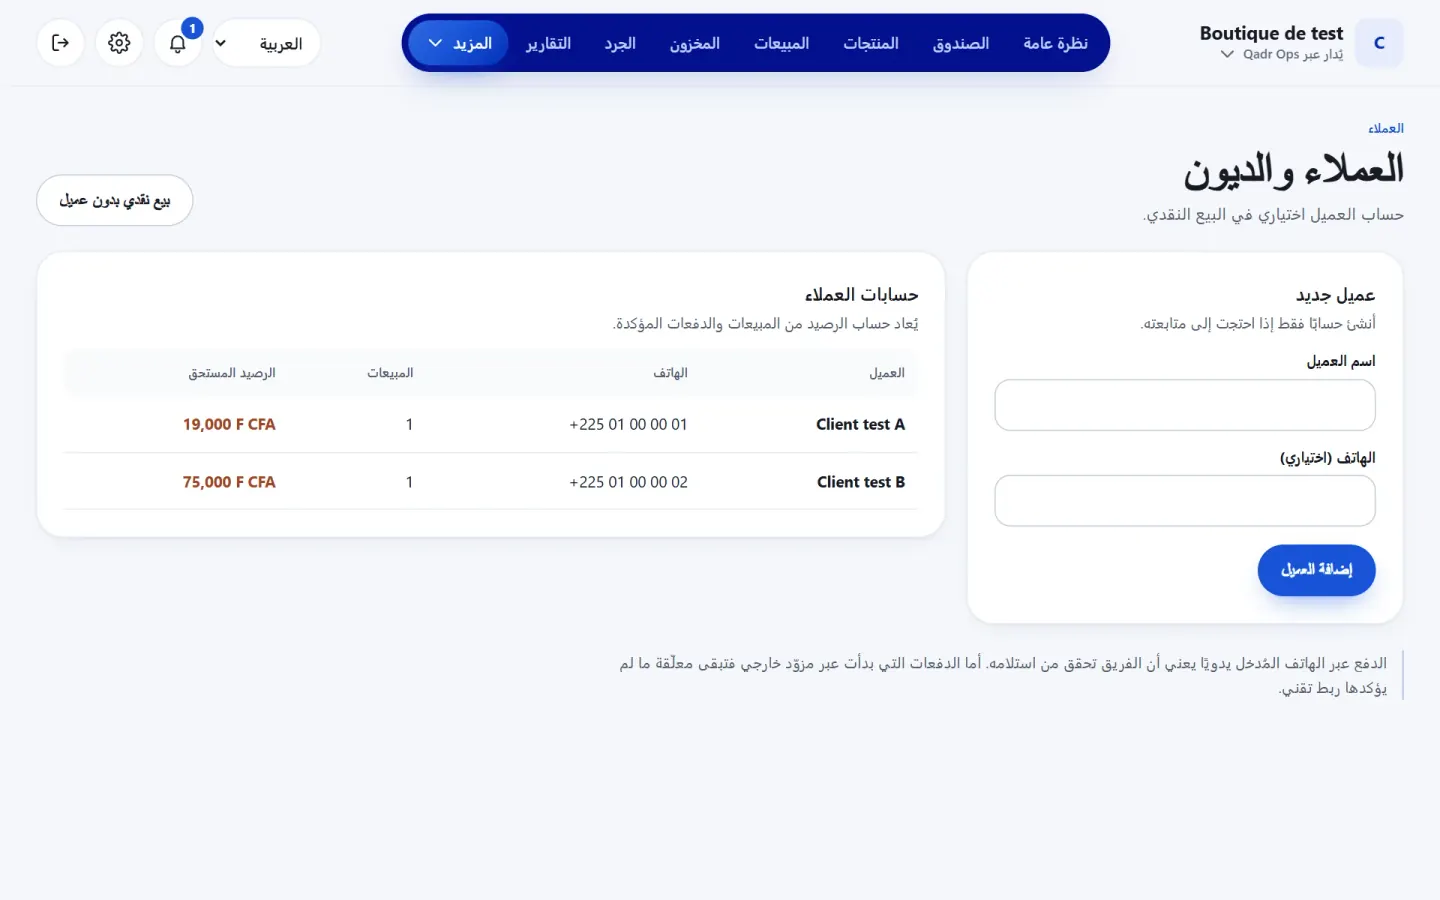 C
Boutique de test
يُدار عبر Qadr Ops
نظرة عامة
الصندوق
المنتجات
المبيعات
المخزون
الجرد
التقارير
المزيد
العربية
1
العملاء
العملاء والديون
حساب العميل اختياري في البيع النقدي.
بيع نقدي بدون عميل
عميل جديد
أنشئ حسابًا فقط إذا احتجت إلى متابعته.
اسم العميل
الهاتف (اختياري)
إضافة العميل
حسابات العملاء
يُعاد حساب الرصيد من المبيعات والدفعات المؤكدة.
العميل الهاتف المبيعات الرصيد المستحق
Client test A +225 01 00 00 01 1 19,000 F CFA
Client test B +225 01 00 00 02 1 75,000 F CFA
الدفع عبر الهاتف المُدخل يدويًا يعني أن الفريق تحقق من استلامه. أما الدفعات التي بدأت عبر مزوّد خارجي فتبقى معلّقة ما لم
يؤكدها ربط تقني.